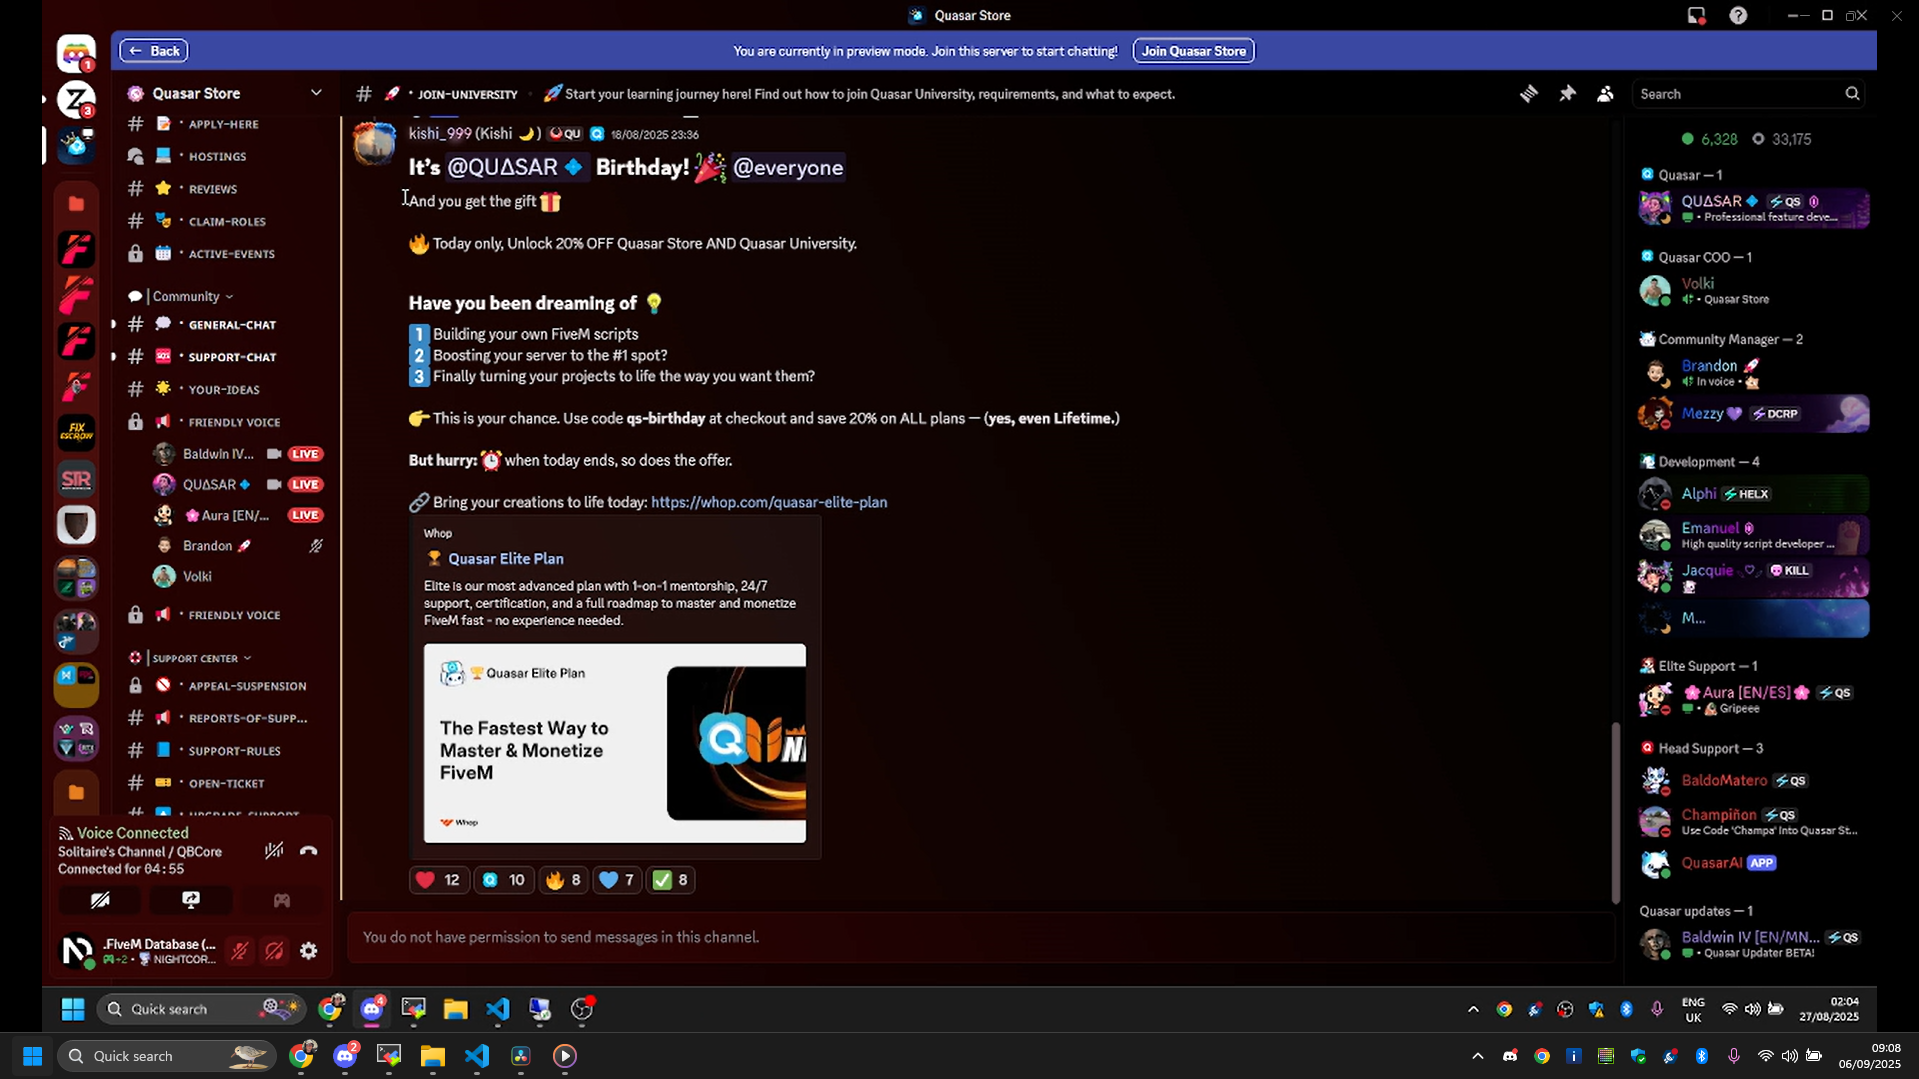 Quasar Store
← Back
You are currently in preview mode. Join this server to start chatting!
Join Quasar Store
1
3
Quasar Store
APPLY-HERE
HOSTINGS
REVIEWS
CLAIM-ROLES
ACTIVE-EVENTS
Community
GENERAL-CHAT
SUPPORT-CHAT
YOUR-IDEAS
FRIENDLY VOICE
Baldwin IV... LIVE
QUΔSAR LIVE
Aura [EN/... LIVE
Brandon
Volki
FRIENDLY VOICE
SUPPORT CENTER
APPEAL-SUSPENSION
REPORTS-OF-SUPP...
SUPPORT-RULES
OPEN-TICKET
FIX
ESCROW
Voice Connected
Solitaire's Channel / QBCore
Connected for 04:55
.FiveM Database (...
+2 • NIGHTCOR...
# JOIN-UNIVERSITY
Start your learning journey here! Find out how to join Quasar University, requirements, and what to expect.
Search
kishi_999 (Kishi 🌙) QU 18/08/2025 23:36
It's @QUΔSAR Birthday! @everyone
And you get the gift
Today only, Unlock 20% OFF Quasar Store AND Quasar University.
Have you been dreaming of
1 Building your own FiveM scripts
2 Boosting your server to the #1 spot?
3 Finally turning your projects to life the way you want them?
This is your chance. Use code qs-birthday at checkout and save 20% on ALL plans — (yes, even Lifetime.)
But hurry: when today ends, so does the offer.
Bring your creations to life today: https://whop.com/quasar-elite-plan
Whop
Quasar Elite Plan
Elite is our most advanced plan with 1-on-1 mentorship, 24/7
support, certification, and a full roadmap to master and monetize
FiveM fast - no experience needed.
Quasar Elite Plan
The Fastest Way to
Master & Monetize
FiveM
Whop
12 10 8 7 8
You do not have permission to send messages in this channel.
6,328 33,175
Quasar — 1
QUΔSAR QS
Professional feature deve...
Quasar COO — 1
Volki
Quasar Store
Community Manager — 2
Brandon
In voice •
Mezzy DCRP
Development — 4
Alphi HELX
Emanuel
High quality script developer ...
Jacquie KILL
M...
Elite Support — 1
Aura [EN/ES] QS
Gripeee
Head Support — 3
BaldoMatero QS
Champiñon QS
Use Code 'Champa' Into Quasar St...
QuasarAI APP
Quasar updates — 1
Baldwin IV [EN/MN... QS
Quasar Updater BETA!
Quick search
4
ENG
UK
02:04
27/08/2025
Quick search
2
09:08
06/09/2025